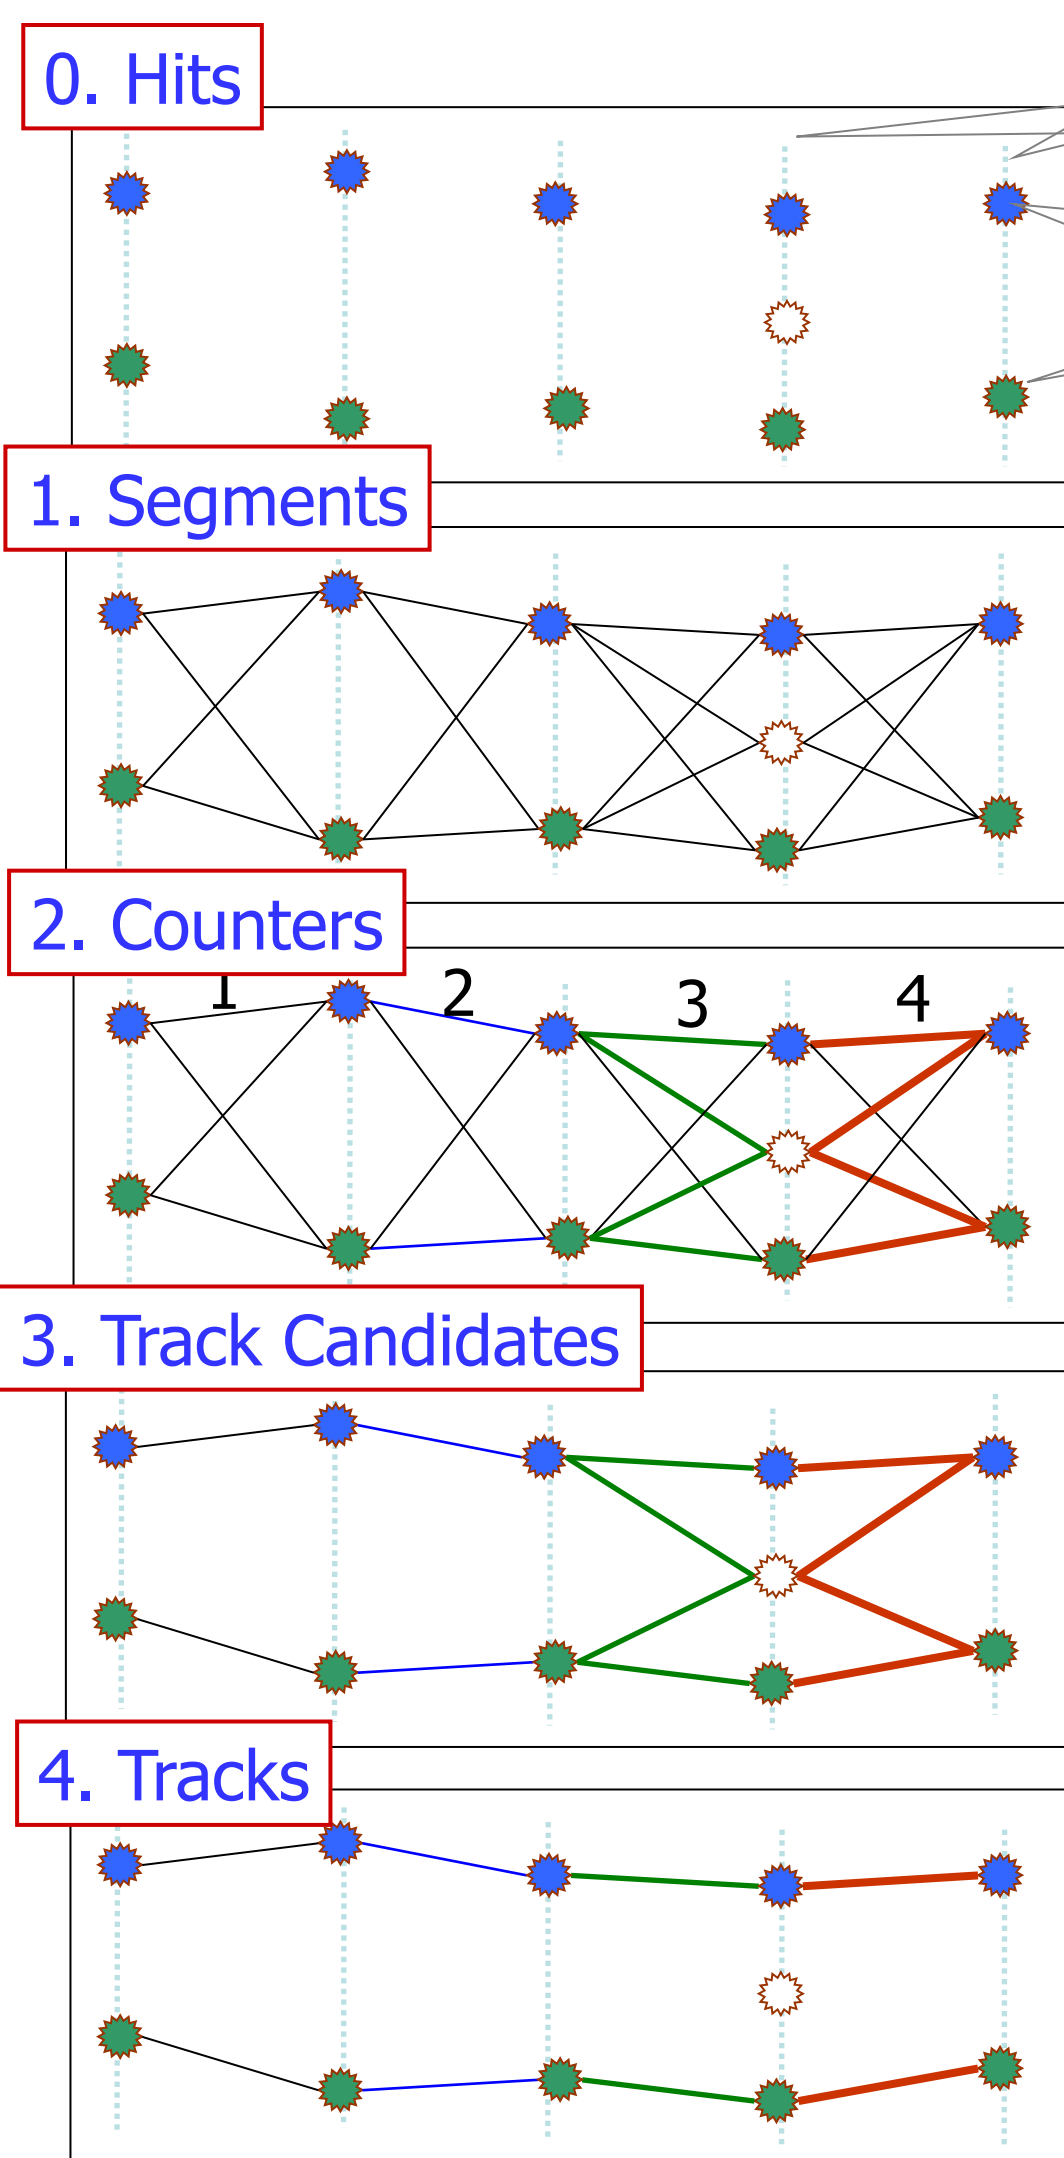 0. Hits
1. Segments
2. Counters
1 2 3 4
3. Track Candidates
4. Tracks